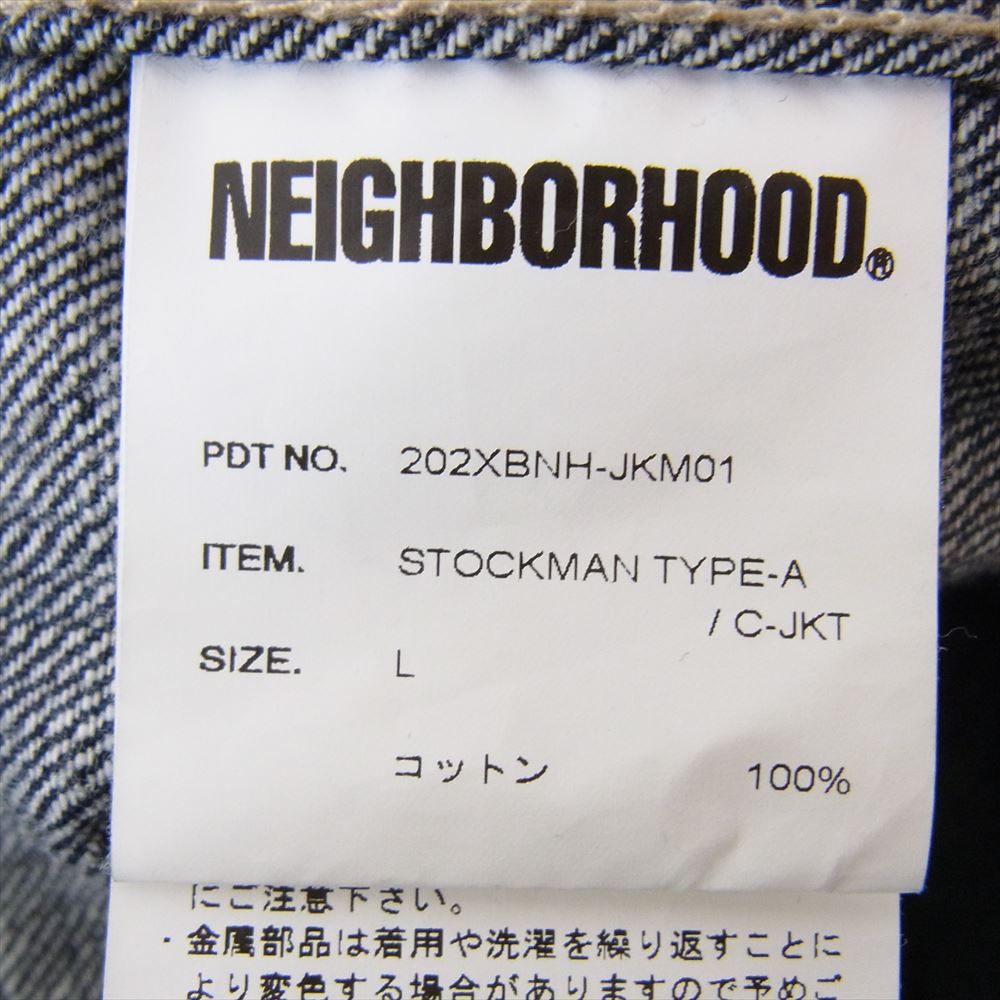 NEIGHBORHOOD®
PDT NO. 202XBNH-JKM01
ITEM. STOCKMAN TYPE-A
/ C-JKT
SIZE. L
コットン 100%
にご注意下さい。
・金属部品は着用や洗濯を繰り返すことに
より変色する場合がありますので予めご